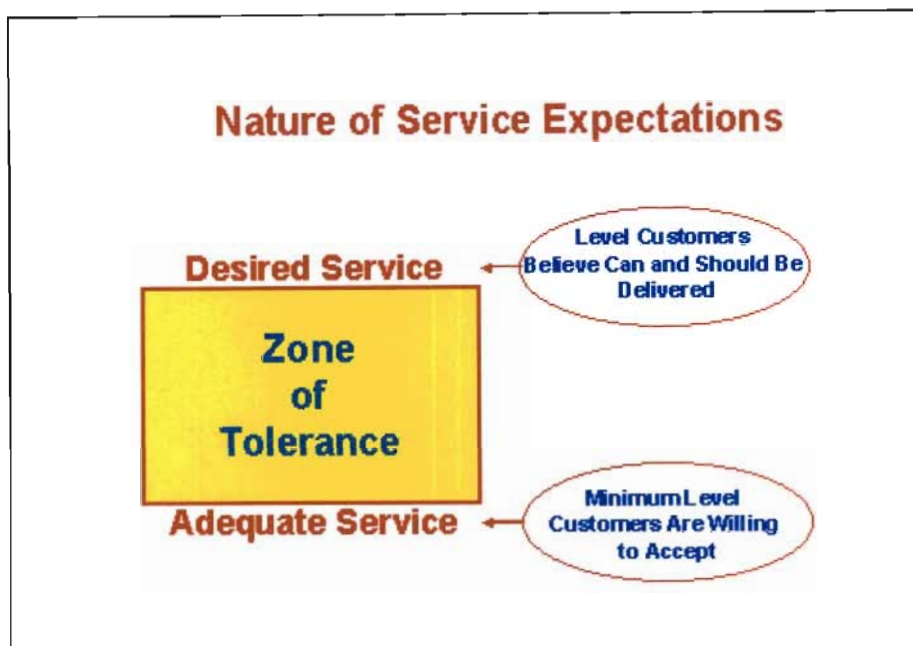 Nature of Service Expectations
Level Customers
Believe Can and Should Be
Delivered
Desired Service
Zone
of
Tolerance
Adequate Service
Minimum Level
Customers Are Willing
to Accept